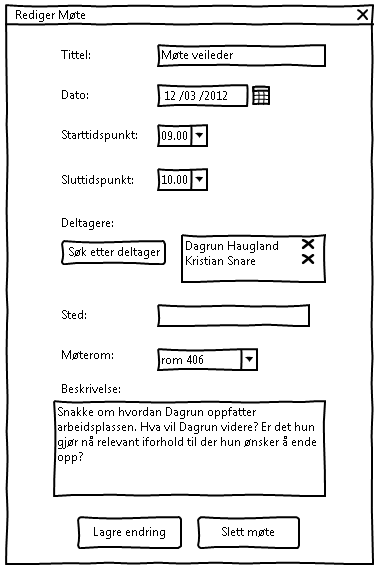 Rediger Møte
Tittel: Møte veileder
Dato: 12 /03 /2012
Starttidspunkt: 09.00
Sluttidspunkt: 10.00
Deltagere:
Søk etter deltager
Dagrun Haugland
Kristian Snare
Sted:
Møterom: rom 406
Beskrivelse:
Snakke om hvordan Dagrun oppfatter
arbeidsplassen. Hva vil Dagrun videre? Er det hun
gjør nå relevant iforhold til der hun ønsker å ende
opp?
Lagre endring Slett møte